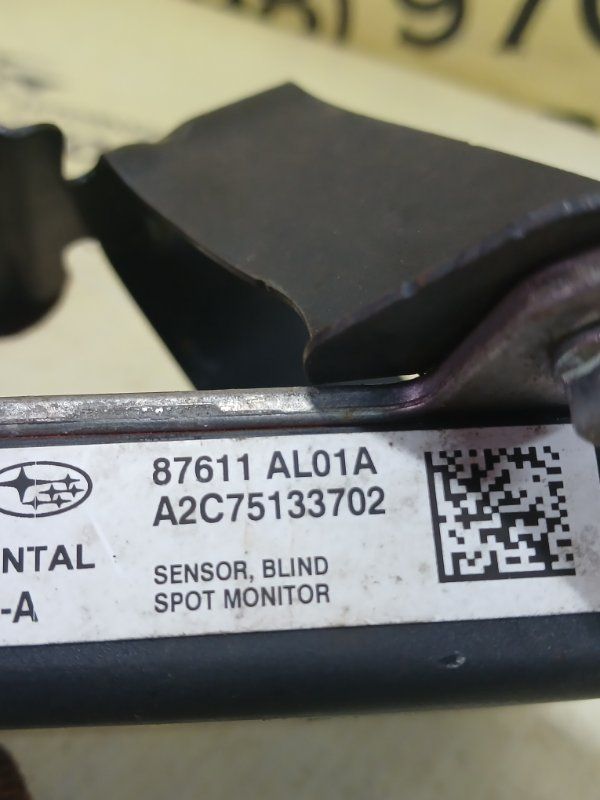 87611 AL01A
A2C75133702
NTAL
-A
SENSOR, BLIND
SPOT MONITOR